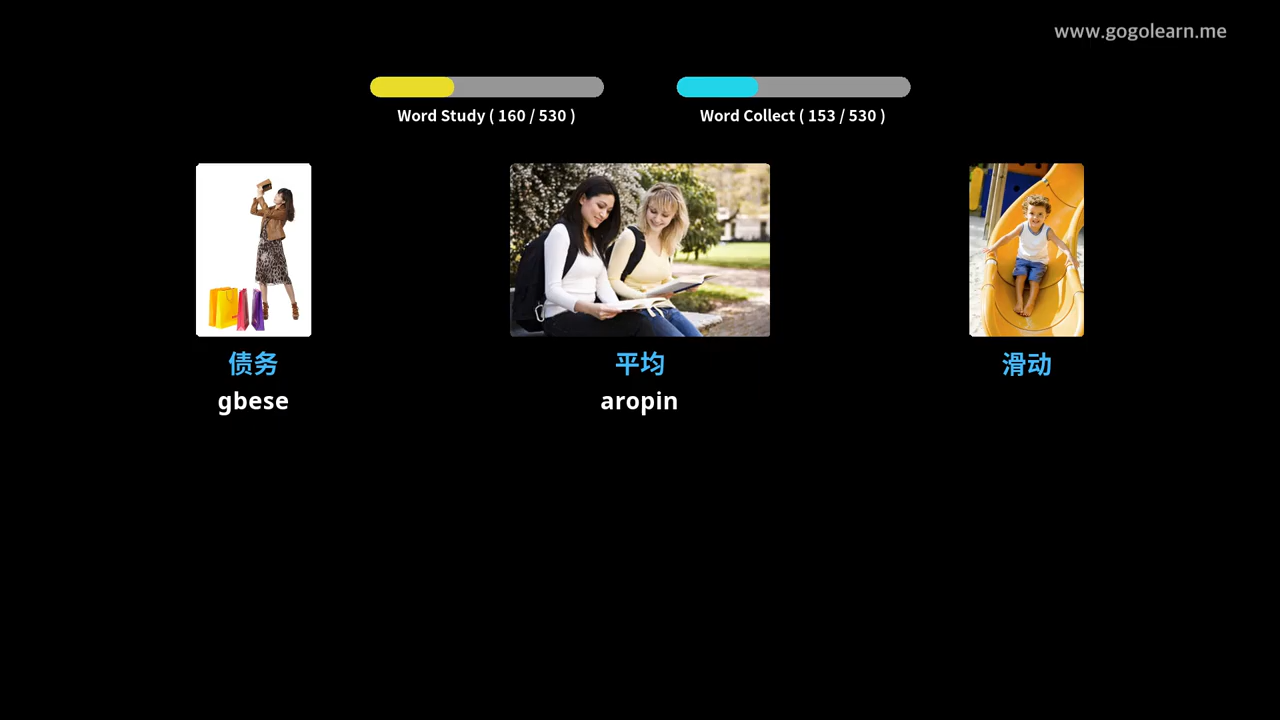 www.gogolearn.me
Word Study ( 160 / 530 )
Word Collect ( 153 / 530 )
债务
平均
滑动
gbese
aropin